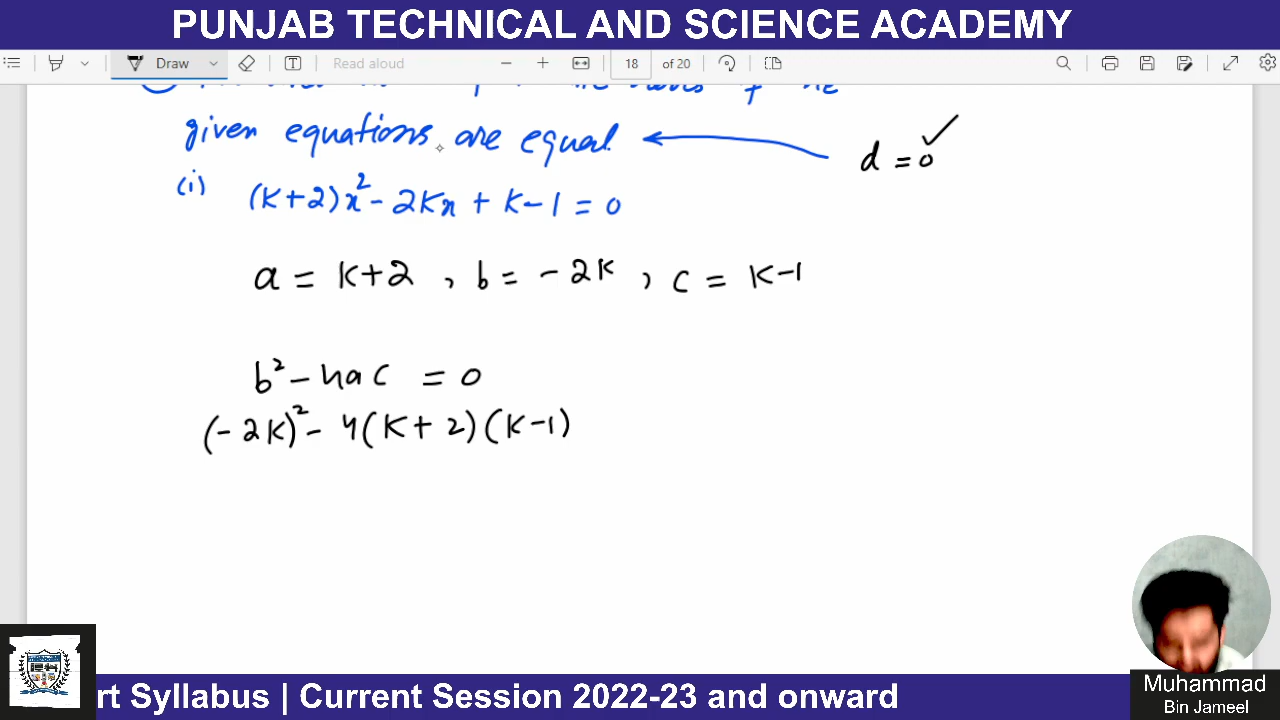 PUNJAB TECHNICAL AND SCIENCE ACADEMY
Draw Read aloud 18 of 20
given equations are equal
d = 0
(i) (K+2)x² - 2Kx + K-1 = 0
a = K+2 , b = -2K , c = K-1
b² - 4ac = 0
(-2K)² - 4(K+2)(K-1)
rt Syllabus | Current Session 2022-23 and onward
Muhammad
Bin Jameel